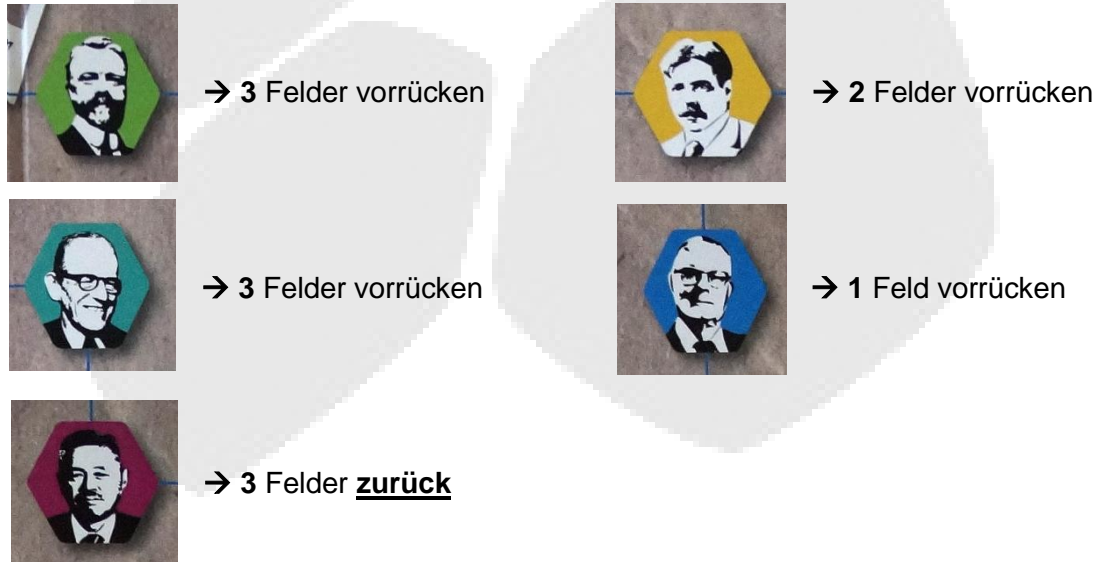 → 3 Felder vorrücken
→ 2 Felder vorrücken
→ 3 Felder vorrücken
→ 1 Feld vorrücken
→ 3 Felder zurück